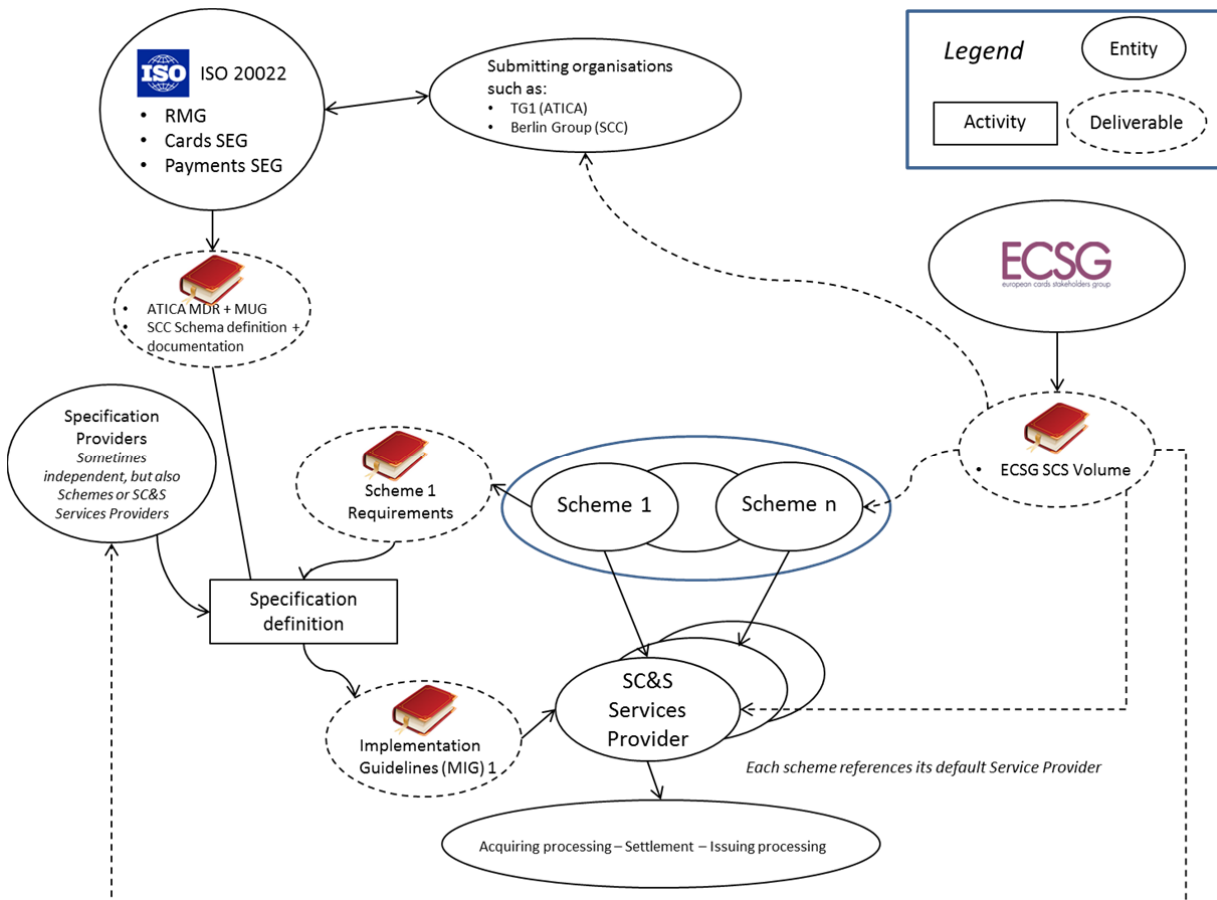 ISO
ISO 20022
• RMG
• Cards SEG
• Payments SEG
Submitting organisations
such as:
• TG1 (ATICA)
• Berlin Group (SCC)
Legend
Entity
Activity
Deliverable
ECSG
european cards stakeholders group
• ATICA MDR + MUG
• SCC Schema definition +
documentation
Specification
Providers
Sometimes
independent, but also
Schemes or SC&S
Services Providers
Scheme 1
Requirements
Scheme 1
Scheme n
• ECSG SCS Volume
Specification
definition
SC&S
Services
Provider
Implementation
Guidelines (MIG) 1
Each scheme references its default Service Provider
Acquiring processing – Settlement – Issuing processing